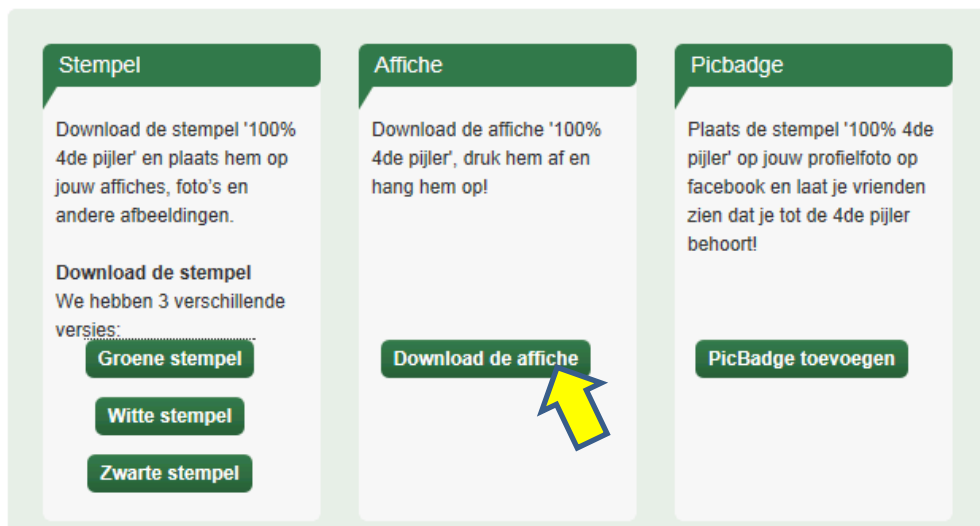 Stempel
Download de stempel '100%
4de pijler' en plaats hem op
jouw affiches, foto's en
andere afbeeldingen.
Download de stempel
We hebben 3 verschillende
versies:
Groene stempel
Witte stempel
Zwarte stempel
Affiche
Download de affiche '100%
4de pijler', druk hem af en
hang hem op!
Download de affiche
Picbadge
Plaats de stempel '100% 4de
pijler' op jouw profielfoto op
facebook en laat je vrienden
zien dat je tot de 4de pijler
behoort!
PicBadge toevoegen